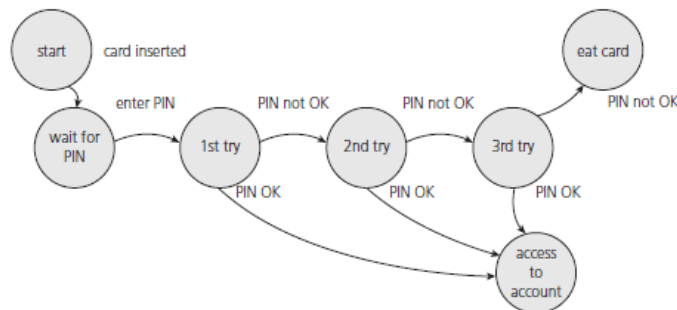 start
card inserted
eat card
enter PIN
PIN not OK
PIN not OK
PIN not OK
wait for
PIN
1st try
2nd try
3rd try
PIN OK
PIN OK
PIN OK
access
to
account